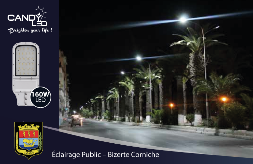 CANDY
LED
Brighten your life !
160W
LED
Eclairage Public - Bizerte Corniche